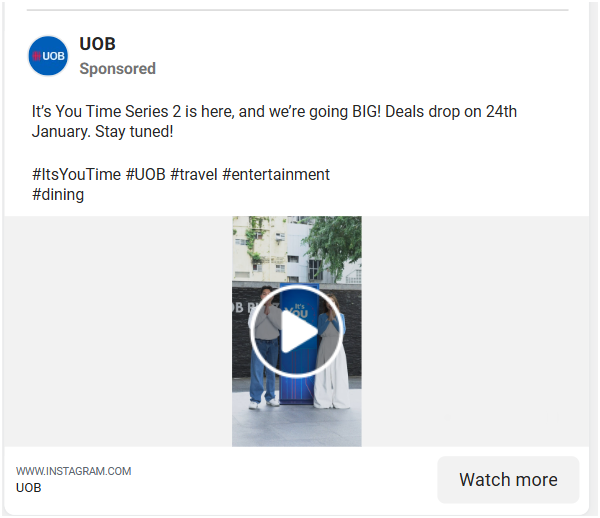 UOB
UOB
Sponsored
It’s You Time Series 2 is here, and we’re going BIG! Deals drop on 24th
January. Stay tuned!
#ItsYouTime #UOB #travel #entertainment
#dining
It's
YOU
WWW.INSTAGRAM.COM
UOB
Watch more